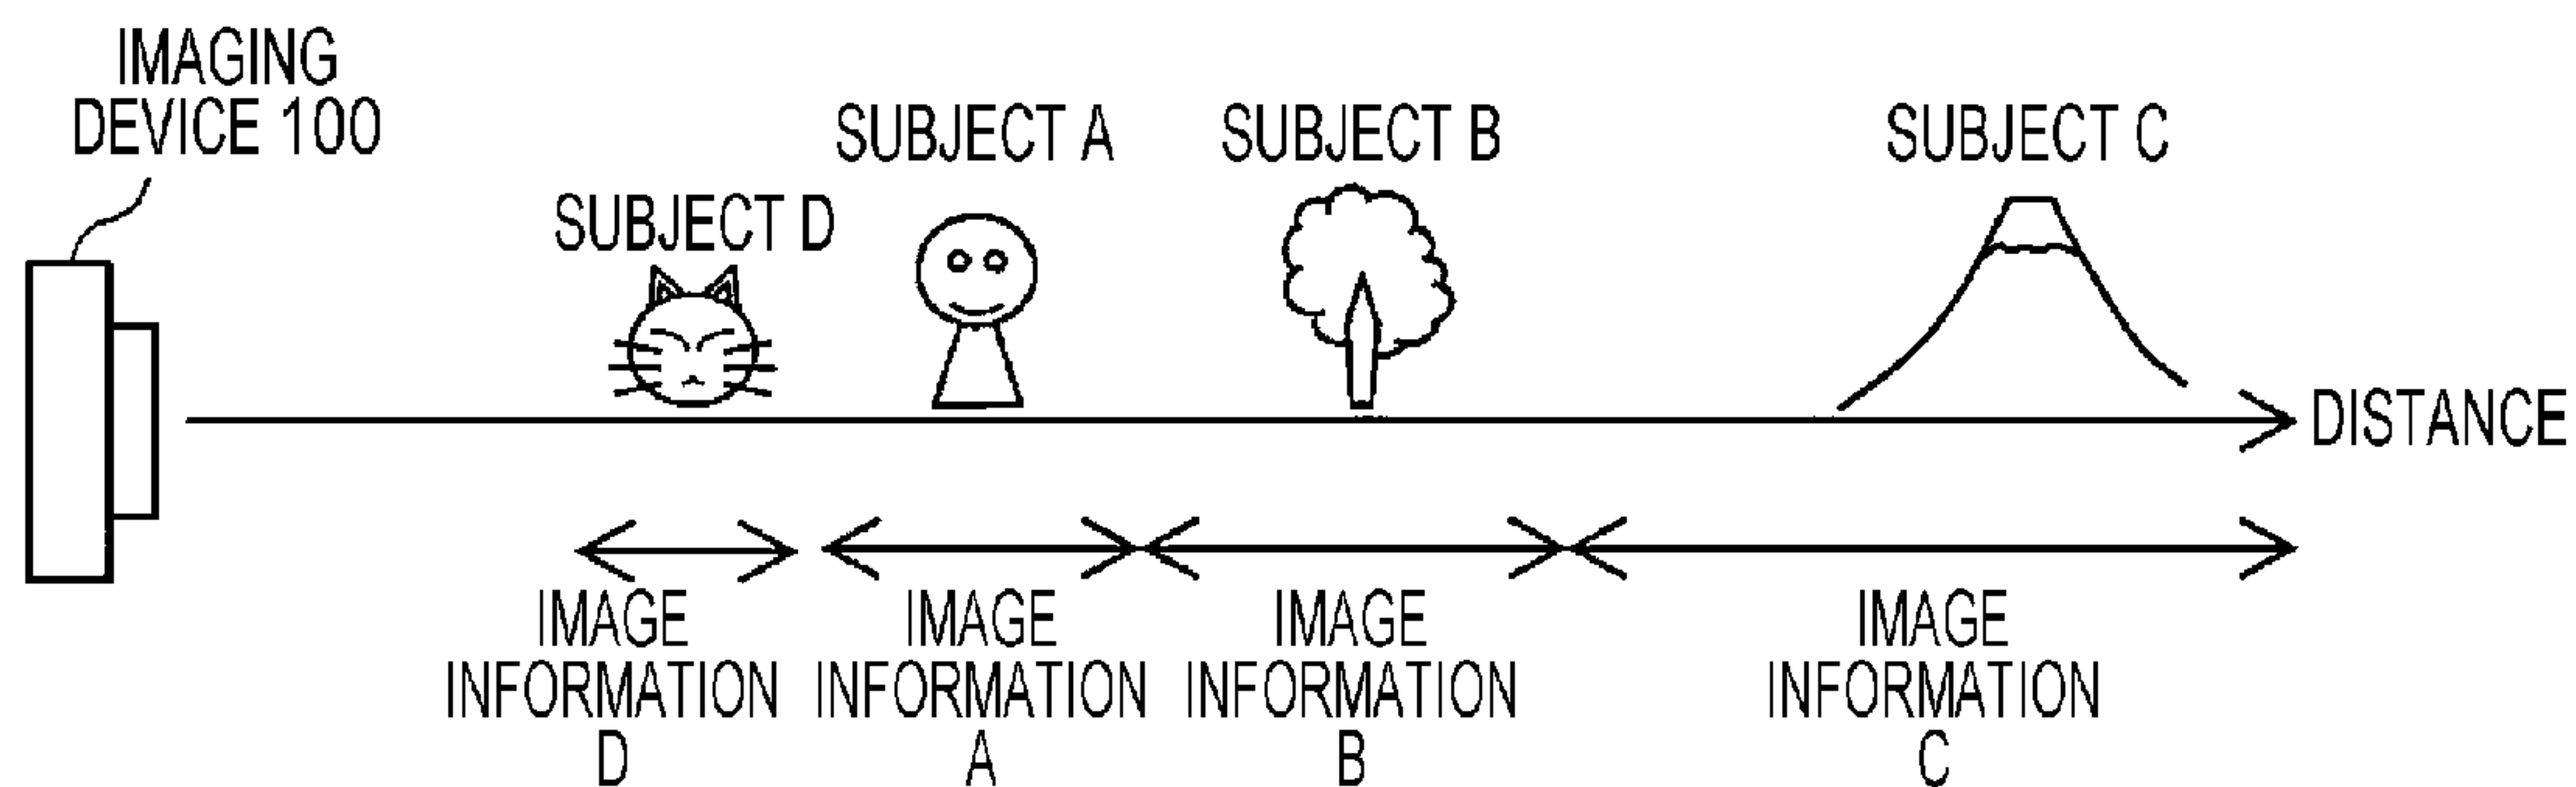 IMAGING
DEVICE 100
SUBJECT D
SUBJECT A
SUBJECT B
SUBJECT C
DISTANCE
IMAGE
INFORMATION
D
IMAGE
INFORMATION
A
IMAGE
INFORMATION
B
IMAGE
INFORMATION
C